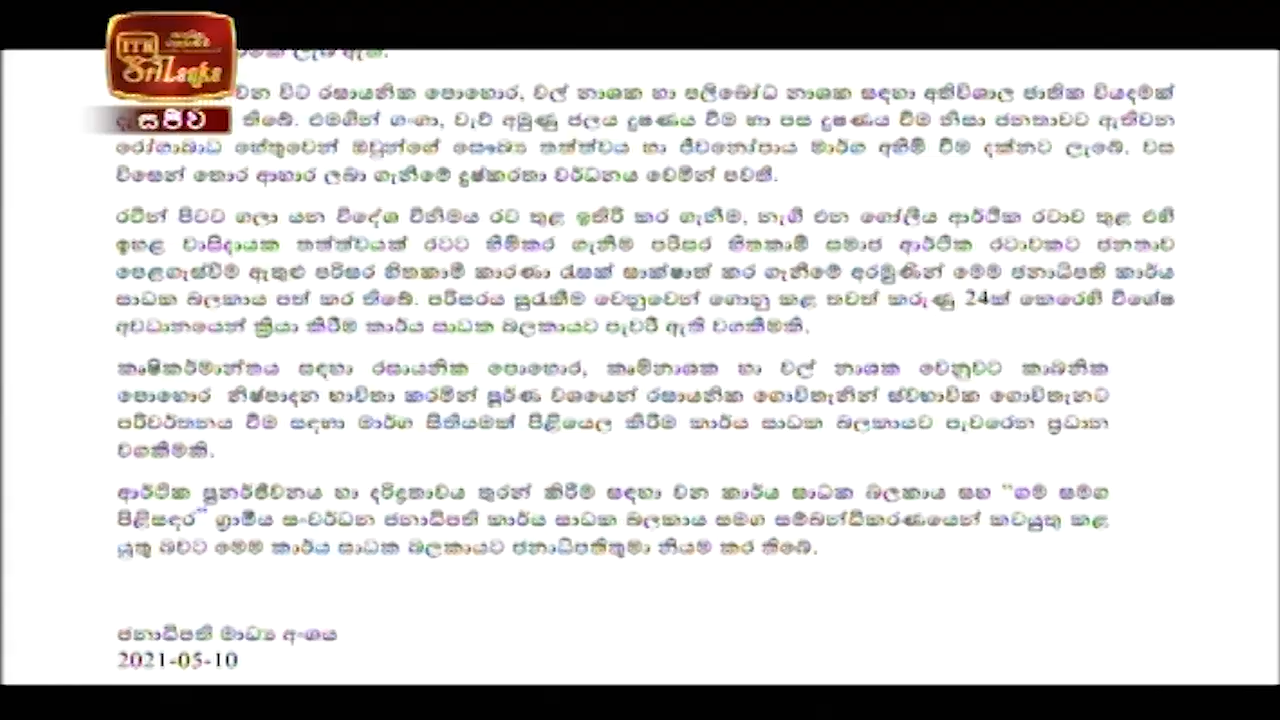 ITN
Sri Lanka
සජීව
වන විට රසායනික පොහොර, වල් නාශක හා පලිබෝධ නාශක සඳහා අතිවිශාල ජාතික වියදමක්
තිබේ. එමගින් ගංගා, වැව් අමුණු ජලය දූෂණය වීම හා පස දූෂණය වීම නිසා ජනතාවට ඇතිවන
රෝගාබාධ හේතුවෙන් ඔවුන්ගේ සෞඛ්‍ය තත්ත්වය හා ජීවනෝපාය මාර්ග අහිමි වීම දක්නට ලැබේ. වස
විසෙන් තොර ආහාර ලබා ගැනීමේ දුෂ්කරතා වර්ධනය වෙමින් පවතී.
රටින් පිටට ගලා යන විදේශ විනිමය රට තුළ ඉතිරි කර ගැනීම, නැගී එන ගෝලීය ආර්ථික රටාව තුළ එහි
ඉහළ වාසිදායක තත්ත්වයක් රටට හිමිකර ගැනීම පරිසර හිතකාමී සමාජ ආර්ථික රටාවකට ජනතාව
පෙළගැස්වීම ඇතුළු පරිසර හිතකාමී කාරණා රැසක් සාක්ෂාත් කර ගැනීමේ අරමුණින් මෙම ජනාධිපති කාර්ය
සාධක බලකාය පත් කර තිබේ. පරිසරය සුරැකීම වෙනුවෙන් ගොනු කළ තවත් කරුණු 24ක් කෙරෙහි විශේෂ
අවධානයෙන් ක්‍රියා කිරීම කාර්ය සාධක බලකායට පැවරී ඇති වගකීමකි.
කෘෂිකර්මාන්තය සඳහා රසායනික පොහොර, කෘමිනාශක හා වල් නාශක වෙනුවට කාබනික
පොහොර නිෂ්පාදන භාවිතා කරමින් පූර්ණ වශයෙන් රසායනික ගොවිතැනින් ස්වභාවික ගොවිතැනට
පරිවර්තනය වීම සඳහා මාර්ග සිතියමක් පිළියෙල කිරීම කාර්ය සාධක බලකායට පැවරෙන ප්‍රධාන
වගකීමකි.
ආර්ථික පුනර්ජීවනය හා දරිද්‍රතාවය තුරන් කිරීම සඳහා වන කාර්ය සාධක බලකාය සහ "ගම සමග
පිළිසඳර" ග්‍රාමීය සංවර්ධන ජනාධිපති කාර්ය සාධක බලකාය සමග සම්බන්ධීකරණයෙන් කටයුතු කළ
යුතු බවට මෙම කාර්ය සාධක බලකායට ජනාධිපතිතුමා නියම කර තිබේ.
ජනාධිපති මාධ්‍ය අංශය
2021-05-10